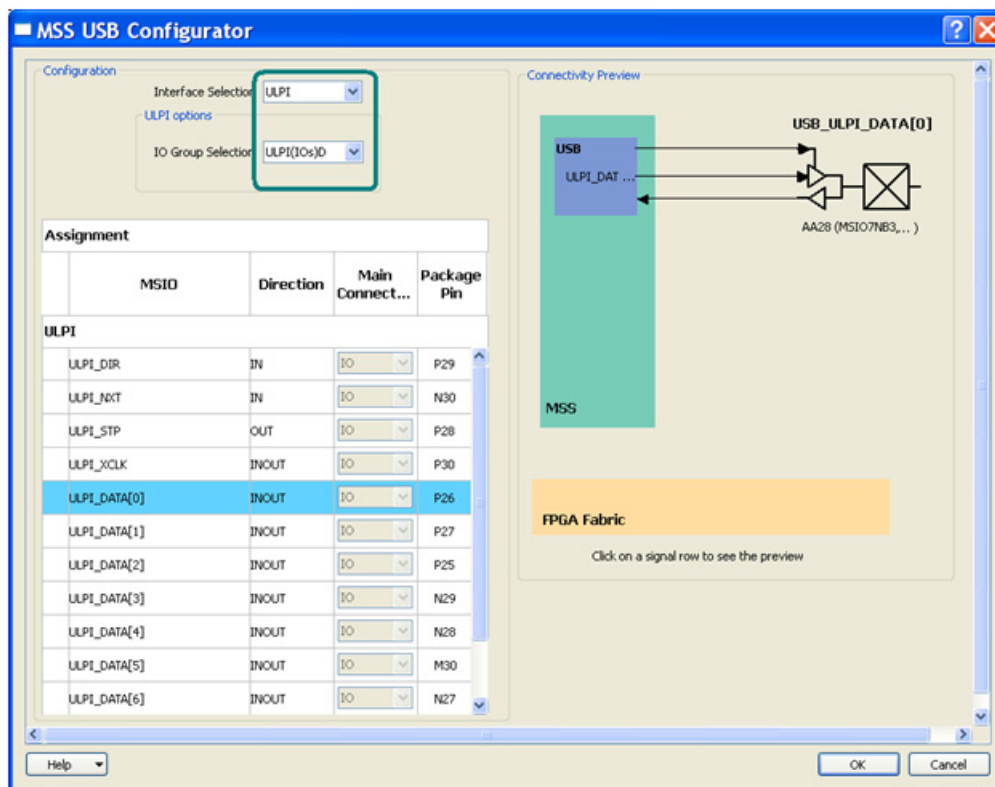 MSS USB Configurator
Configuration
Interface Selection ULPI
ULPI options
IO Group Selection ULPI(IOs)D
Assignment
MSIO Direction Main Connect... Package Pin
ULPI
ULPI_DIR IN IO P29
ULPI_NXT IN IO N30
ULPI_STP OUT IO P28
ULPI_XCLK INOUT IO P30
ULPI_DATA[0] INOUT IO P26
ULPI_DATA[1] INOUT IO P27
ULPI_DATA[2] INOUT IO P25
ULPI_DATA[3] INOUT IO N29
ULPI_DATA[4] INOUT IO N28
ULPI_DATA[5] INOUT IO M30
ULPI_DATA[6] INOUT IO N27
Connectivity Preview
USB_ULPI_DATA[0]
USB
ULPI_DAT ...
AA28 (MSIO7NB3,... )
MSS
FPGA Fabric
Click on a signal row to see the preview
Help OK Cancel